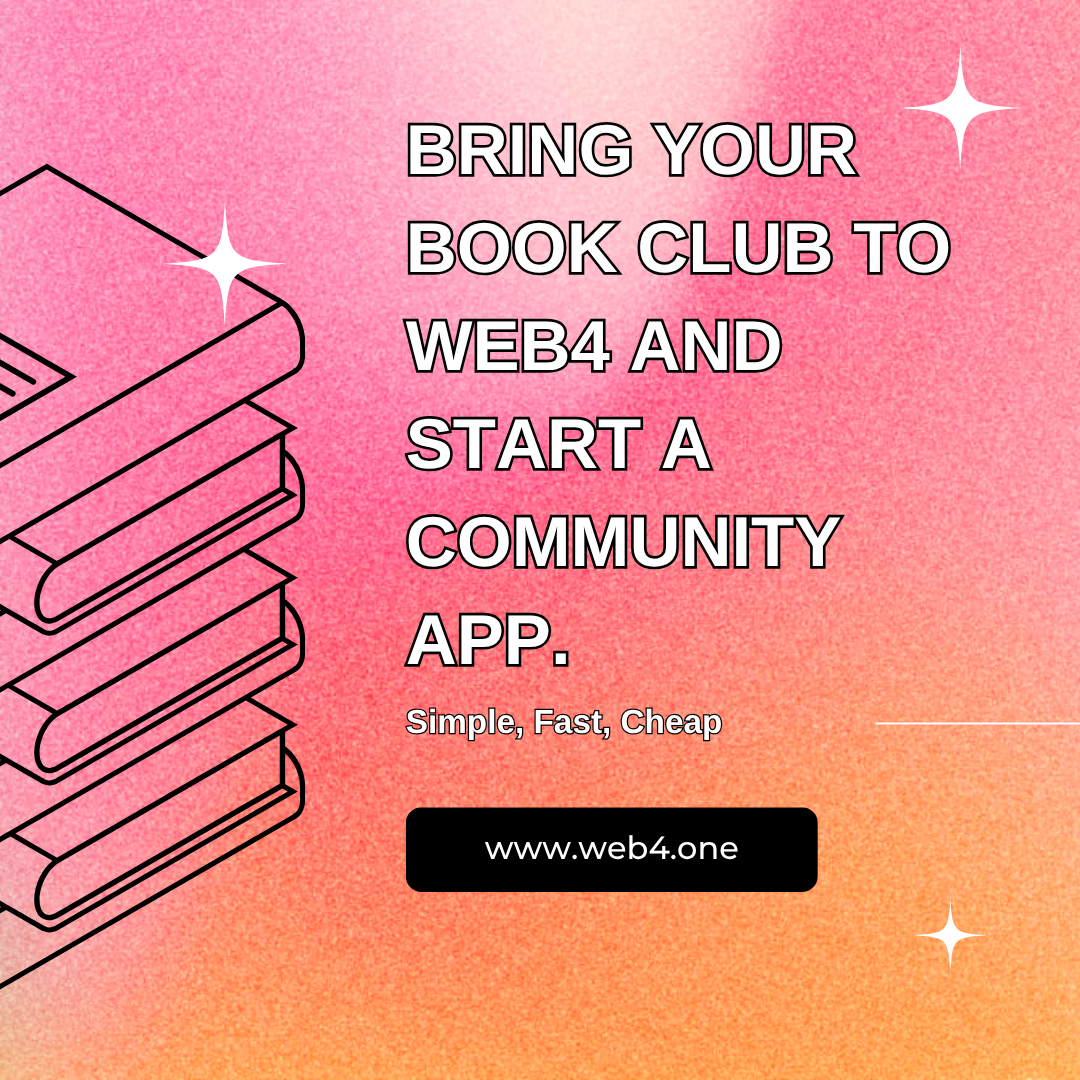 BRING YOUR
BOOK CLUB TO
WEB4 AND
START A
COMMUNITY
APP.
Simple, Fast, Cheap
www.web4.one